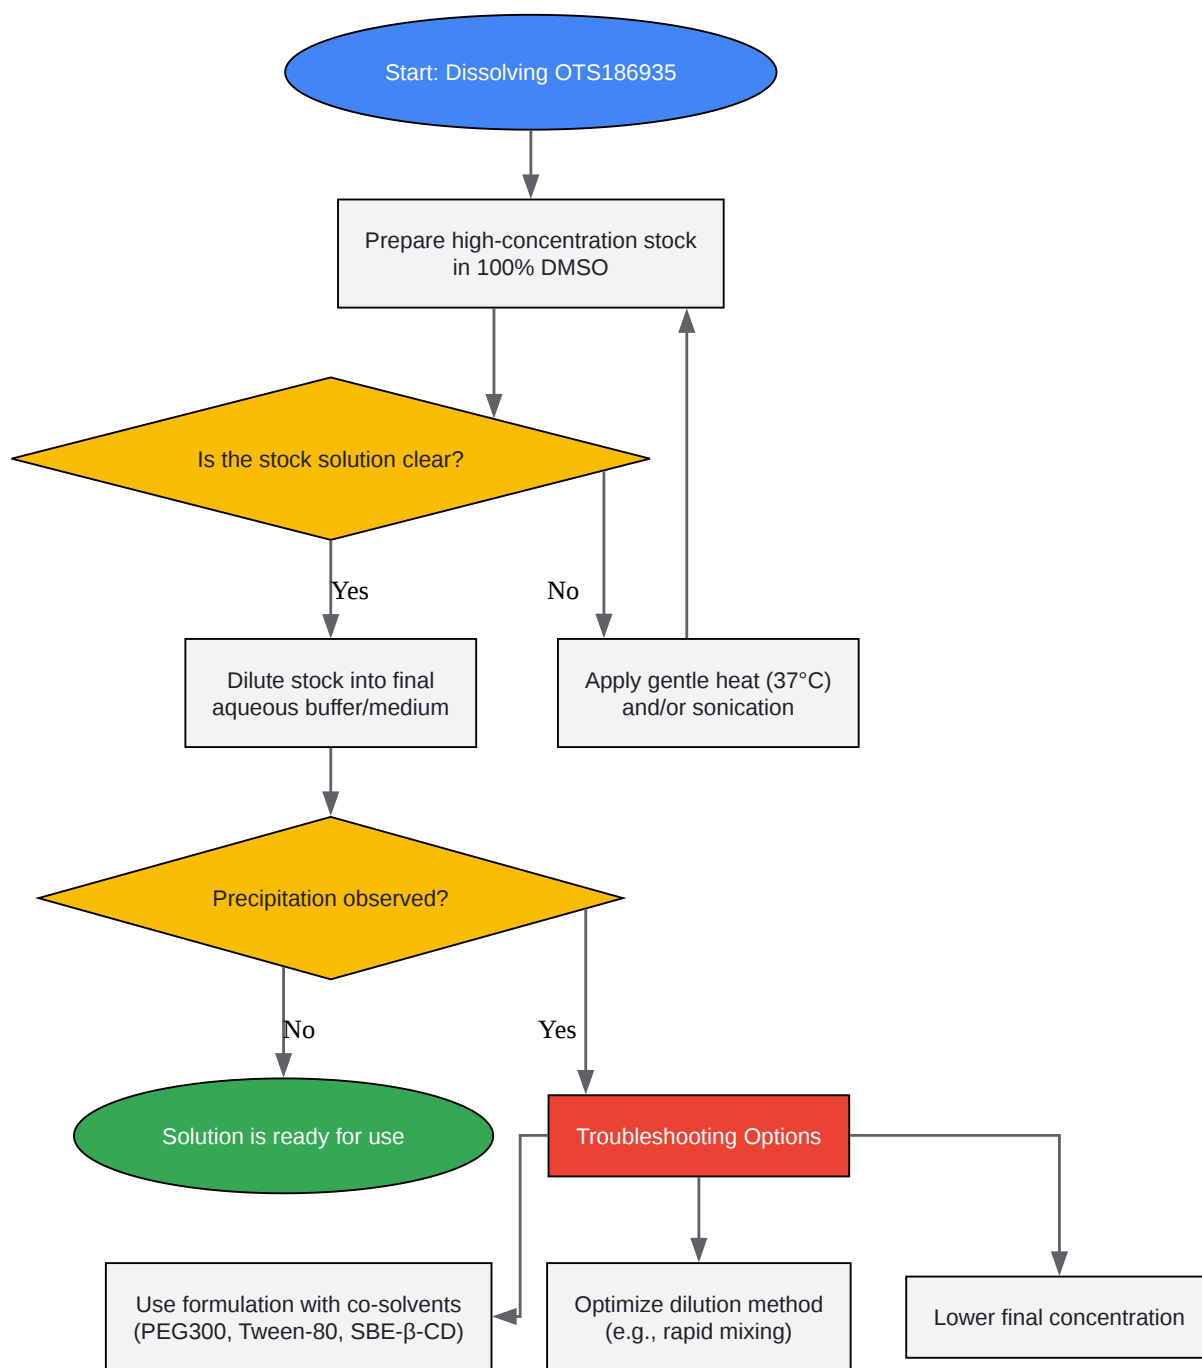 Start: Dissolving OTS186935
Prepare high-concentration stock
in 100% DMSO
Is the stock solution clear?
Yes
No
Dilute stock into final
aqueous buffer/medium
Apply gentle heat (37°C)
and/or sonication
Precipitation observed?
No
Yes
Solution is ready for use
Troubleshooting Options
Use formulation with co-solvents
(PEG300, Tween-80, SBE-β-CD)
Optimize dilution method
(e.g., rapid mixing)
Lower final concentration